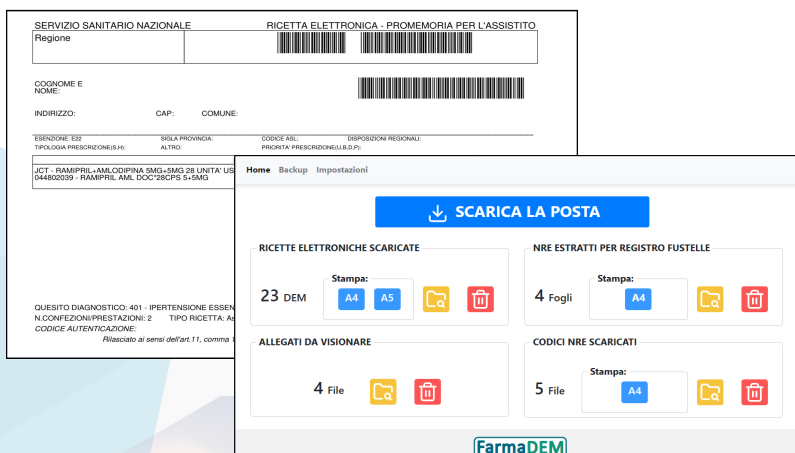 SERVIZIO SANITARIO NAZIONALE
RICETTA ELETTRONICA - PROMEMORIA PER L'ASSISTITO
Regione
COGNOME E
NOME:
INDIRIZZO: CAP: COMUNE:
ESENZIONE: E22 SIGLA PROVINCIA: CODICE ASL: DISPOSIZIONI REGIONALI:
TIPOLOGIA PRESCRIZIONE(S,H): ALTRO: PRIORITA' PRESCRIZIONE(U,B,D,P):
JCT - RAMIPRIL+AMLODIPINA 5MG+5MG 28 UNITA' US
044802039 - RAMIPRIL AML DOC*28CPS 5+5MG
QUESITO DIAGNOSTICO: 401 - IPERTENSIONE ESSEN
N.CONFEZIONI/PRESTAZIONI: 2 TIPO RICETTA: As
CODICE AUTENTICAZIONE:
Rilasciato ai sensi dell'art.11, comma 1
Home Backup Impostazioni
SCARICA LA POSTA
RICETTE ELETTRONICHE SCARICATE
23 DEM
Stampa:
A4 A5
NRE ESTRATTI PER REGISTRO FUSTELLE
4 Fogli
Stampa:
A4
ALLEGATI DA VISIONARE
4 File
CODICI NRE SCARICATI
5 File
Stampa:
A4
FarmaDEM